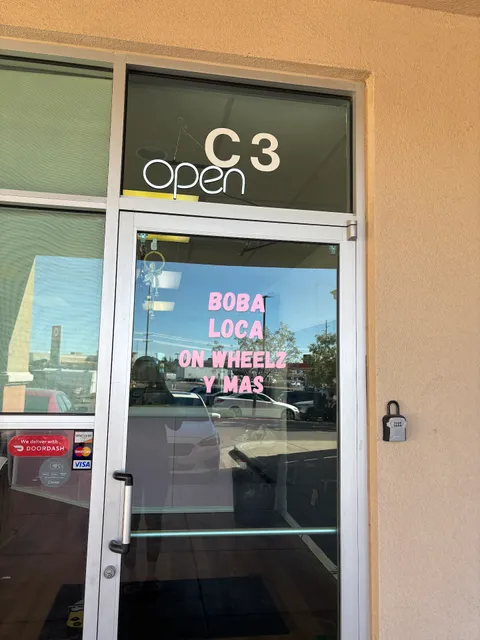 C3
open
BOBA
LOCA
ON WHEELZ
Y MAS
We deliver with
DOORDASH
VISA